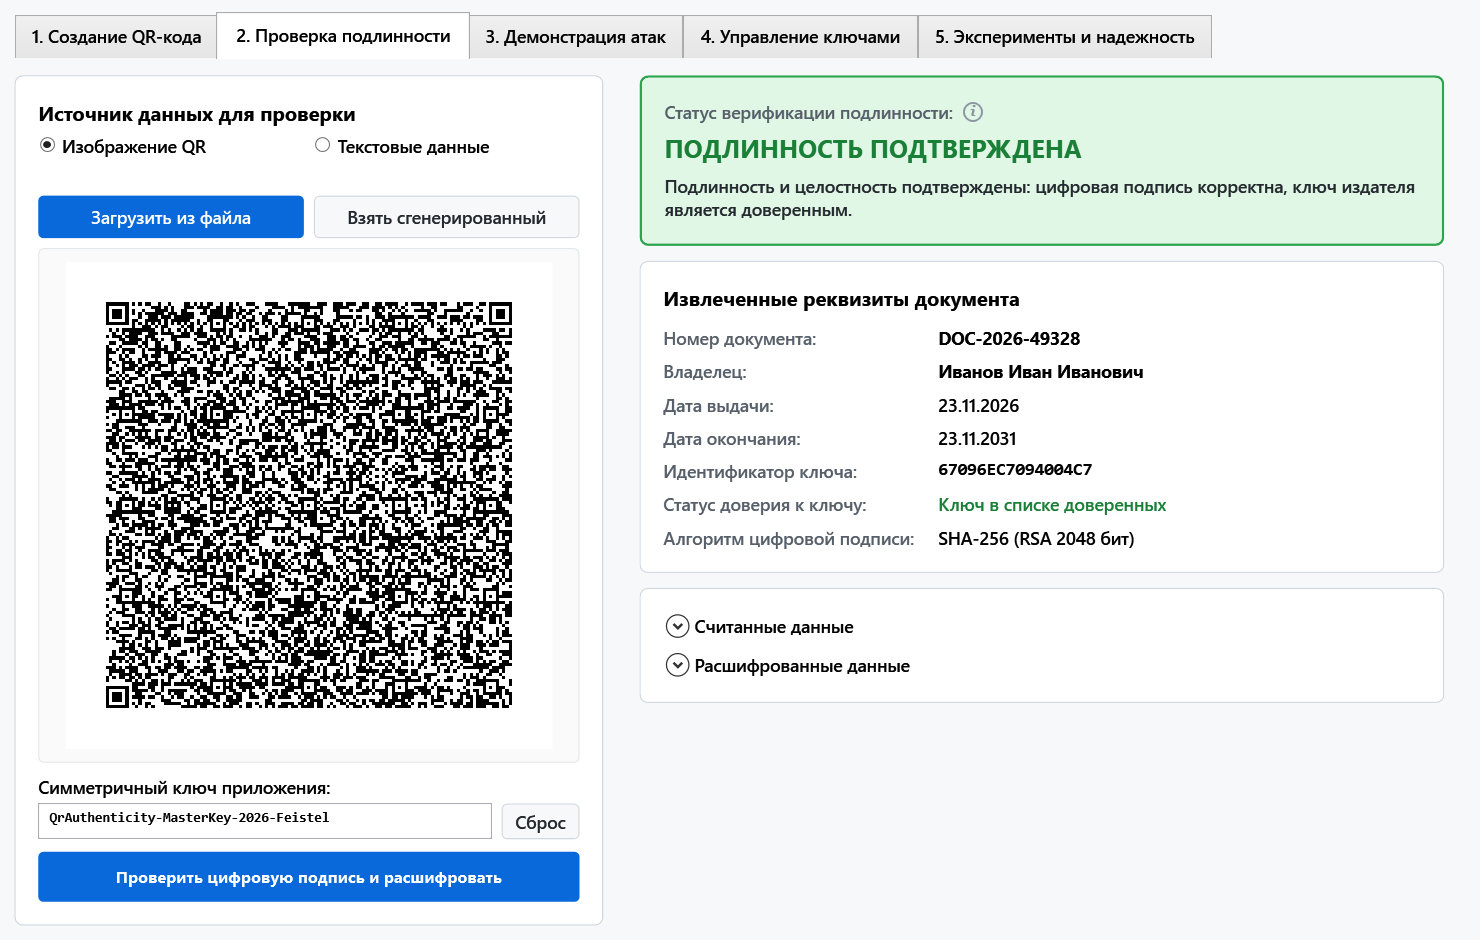 1. Создание QR-кода
2. Проверка подлинности
3. Демонстрация атак
4. Управление ключами
5. Эксперименты и надежность
Источник данных для проверки
Изображение QR
Текстовые данные
Загрузить из файла
Взять сгенерированный
Симметричный ключ приложения:
QrAuthenticity-MasterKey-2026-Feistel
Сброс
Проверить цифровую подпись и расшифровать
Статус верификации подлинности:
ПОДЛИННОСТЬ ПОДТВЕРЖДЕНА
Подлинность и целостность подтверждены: цифровая подпись корректна, ключ издателя
является доверенным.
Извлеченные реквизиты документа
Номер документа: DOC-2026-49328
Владелец: Иванов Иван Иванович
Дата выдачи: 23.11.2026
Дата окончания: 23.11.2031
Идентификатор ключа: 67096EC7094004C7
Статус доверия к ключу: Ключ в списке доверенных
Алгоритм цифровой подписи: SHA-256 (RSA 2048 бит)
Считанные данные
Расшифрованные данные